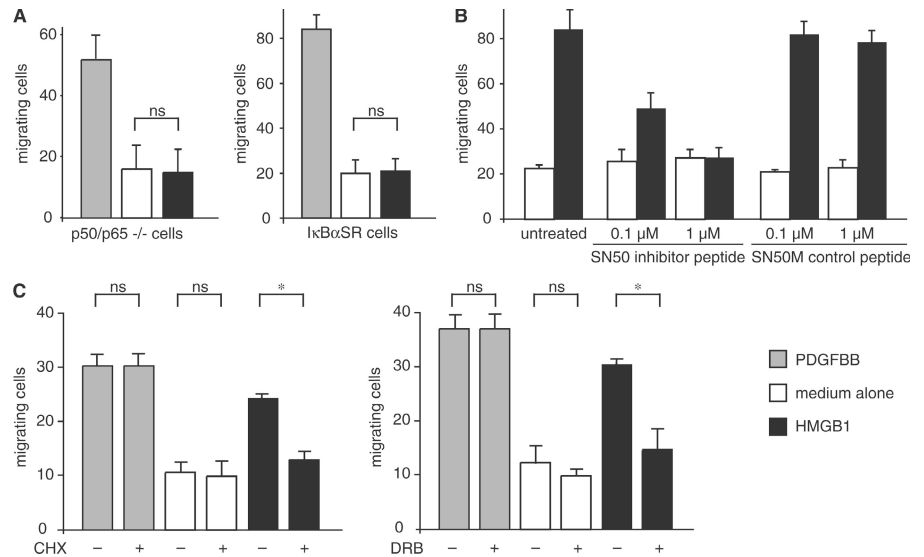 A
migrating cells
60
40
20
0
ns
p50/p65 -/- cells
migrating cells
80
60
40
20
0
ns
IκBαSR cells
B
migrating cells
80
60
40
20
0
untreated
0.1 μM
1 μM
0.1 μM
1 μM
SN50 inhibitor peptide
SN50M control peptide
C
migrating cells
40
30
20
10
0
ns
ns
*
CHX
– + – + – +
migrating cells
40
30
20
10
0
ns
ns
*
DRB
– + – + – +
PDGFBB
medium alone
HMGB1